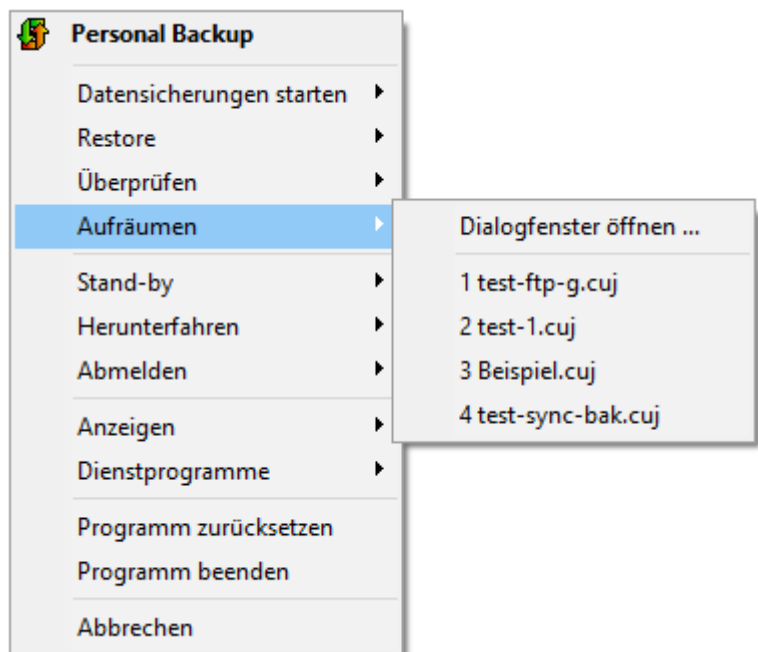 Personal Backup
Datensicherungen starten
Restore
Überprüfen
Aufräumen
Dialogfenster öffnen ...
1 test-ftp-g.cuj
2 test-1.cuj
3 Beispiel.cuj
4 test-sync-bak.cuj
Stand-by
Herunterfahren
Abmelden
Anzeigen
Dienstprogramme
Programm zurücksetzen
Programm beenden
Abbrechen